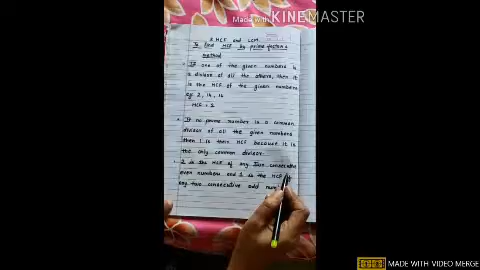 Made with KINEMASTER
2 HCF and LCM
To find HCF by prime factors
method
If one of the given numbers is
a divisor of all the others, then it
is the HCF of the given numbers
eg: 2, 14, 16
HCF = 2
If no prime number is a common
divisor of all the given numbers
then 1 is their HCF because it is
the only common divisor
2 is the HCF of any two consecutive
even numbers and 1 is the HCF
any two consecutive odd num
MADE WITH VIDEO MERGE